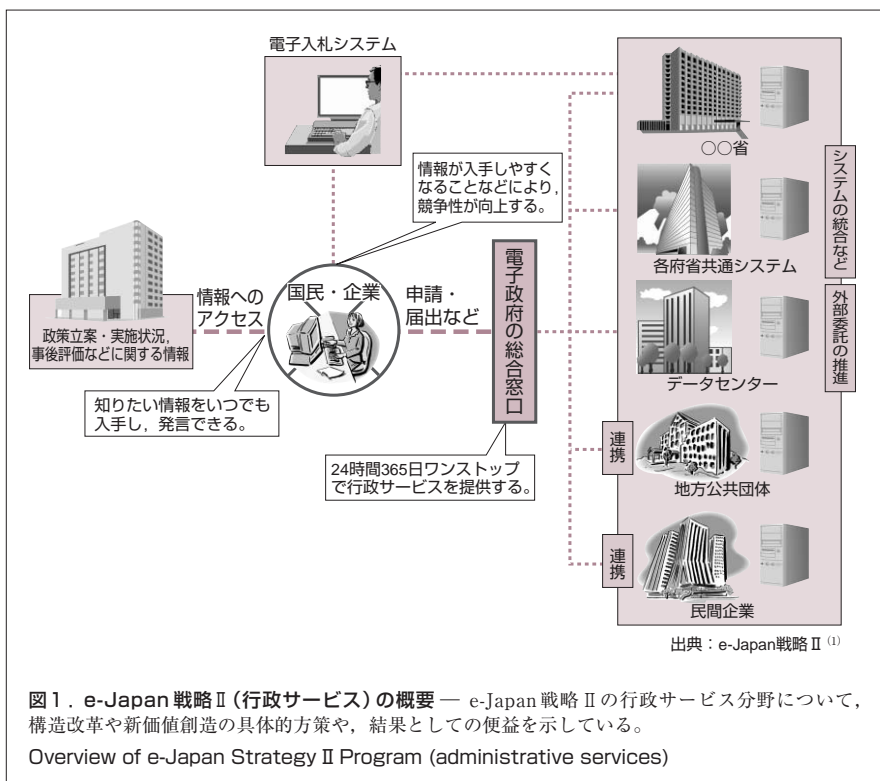 電子入札システム
○○省
情報が入手しやすく
なることなどにより，
競争性が向上する。
システムの統合など
各府省共通システム
国民・企業
情報への
アクセス
申請・
届出など
電子政府の総合窓口
政策立案・実施状況，
事後評価などに関する情報
外部委託の推進
データセンター
知りたい情報をいつでも
入手し，発言できる。
24時間365日ワンストップ
で行政サービスを提供する。
連携
地方公共団体
連携
民間企業
出典：e-Japan戦略Ⅱ(1)
図1．e-Japan 戦略Ⅱ（行政サービス）の概要 — e-Japan 戦略 Ⅱの行政サービス分野について，
構造改革や新価値創造の具体的方策や，結果としての便益を示している。
Overview of e-Japan Strategy Ⅱ Program (administrative services)